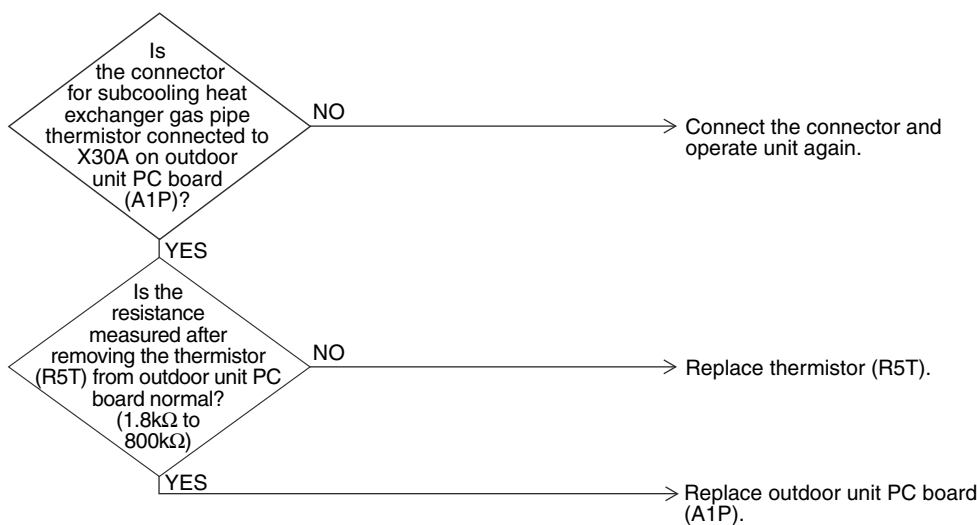 Is
the connector
for subcooling heat
exchanger gas pipe
thermistor connected to
X30A on outdoor
unit PC board
(A1P)?
NO
Connect the connector and
operate unit again.
YES
Is the
resistance
measured after
removing the thermistor
(R5T) from outdoor unit PC
board normal?
(1.8kΩ to
800kΩ)
NO
Replace thermistor (R5T).
YES
Replace outdoor unit PC board
(A1P).